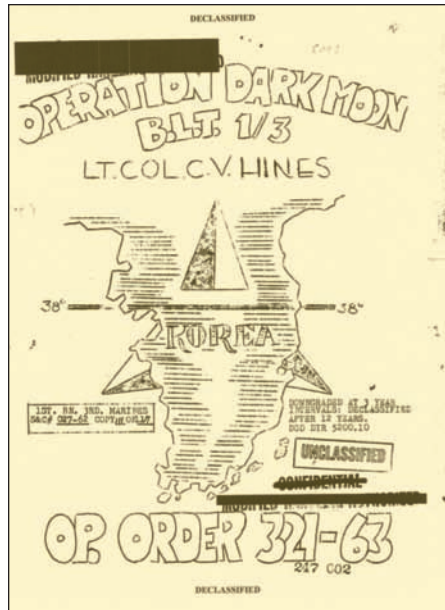 DECLASSIFIED
OPERATION DARK MOON
B.L.T. 1/3
LT. COL. C.V. HINES
38° 38°
KOREA
1ST. BN. 3RD. MARINES
DOWNGRADED AT 3 YEAR
INTERVALS: DECLASSIFIED
AFTER 12 YEARS.
DOD DIR 5200.10
UNCLASSIFIED
CONFIDENTIAL
OP. ORDER 321-63
247 C02
DECLASSIFIED